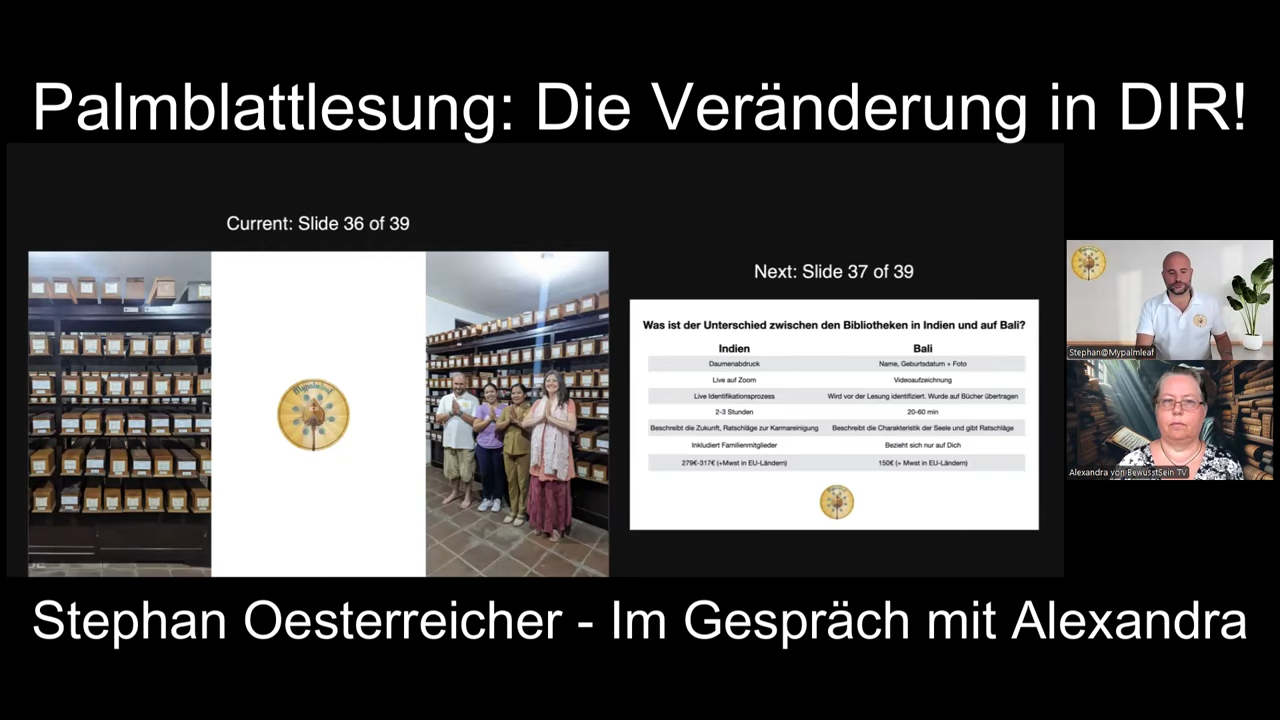 Palmblattlesung: Die Veränderung in DIR!
Current: Slide 36 of 39
Next: Slide 37 of 39
Was ist der Unterschied zwischen den Bibliotheken in Indien und auf Bali?
Indien Bali
Daumenabdruck Name, Geburtsdatum + Foto
Live auf Zoom Videoaufzeichnung
Live Identifikationsprozess Wird vor der Lesung identifiziert. Wurde auf Bücher übertragen
2-3 Stunden 20-60 min
Beschreibt die Zukunft, Ratschläge zur Karmareinigung Beschreibt die Charakteristik der Seele und gibt Ratschläge
Inkludiert Familienmitglieder Bezieht sich nur auf Dich
279€-317€ (+Mwst in EU-Ländern) 150€ (+ Mwst in EU-Ländern)
Mypalmleaf
Stephan@Mypalmleaf
Alexandra von BewusstSein TV
Stephan Oesterreicher - Im Gespräch mit Alexandra